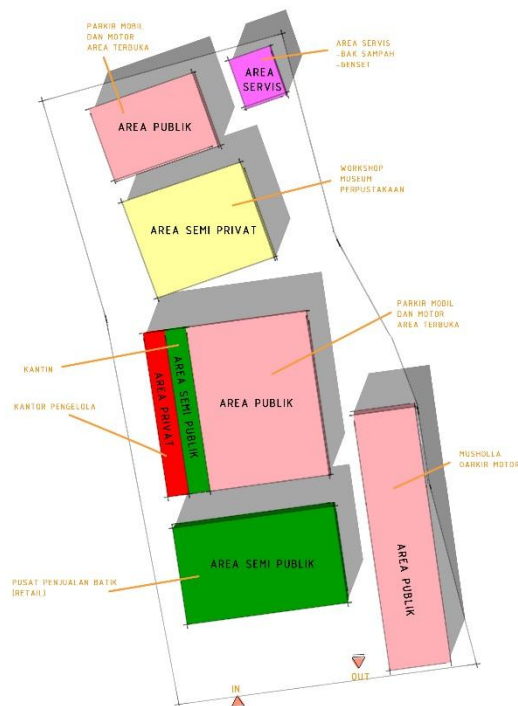 PARKIR MOBIL
DAN MOTOR
AREA TERBUKA
AREA SERVIS
-BAK SAMPAH
-GENSET
AREA
SERVIS
AREA PUBLIK
WORKSHOP
MUSEUM
PERPUSTAKAAN
AREA SEMI PRIVAT
PARKIR MOBIL
DAN MOTOR
AREA TERBUKA
KANTIN
KANTOR PENGELOLA
AREA PRIVAT
AREA SEMI PUBLIK
AREA PUBLIK
MUSHOLLA
OARKIR MOTOR
AREA PUBLIK
PUSAT PENJUALAN BATIK
(RETAIL)
AREA SEMI PUBLIK
OUT
IN